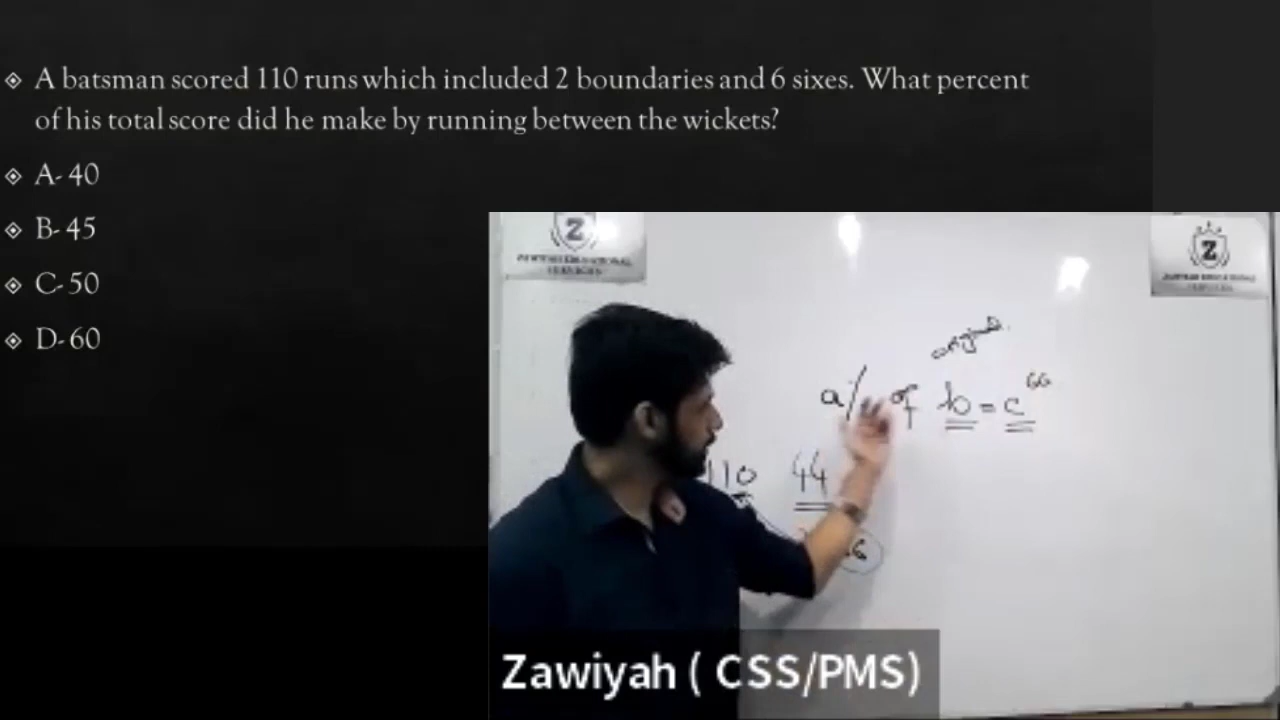 A batsman scored 110 runs which included 2 boundaries and 6 sixes. What percent
of his total score did he make by running between the wickets?
A- 40
B- 45
C- 50
D- 60
Z
Z
a% of b = c
66
110 44
Zawiyah ( CSS/PMS)